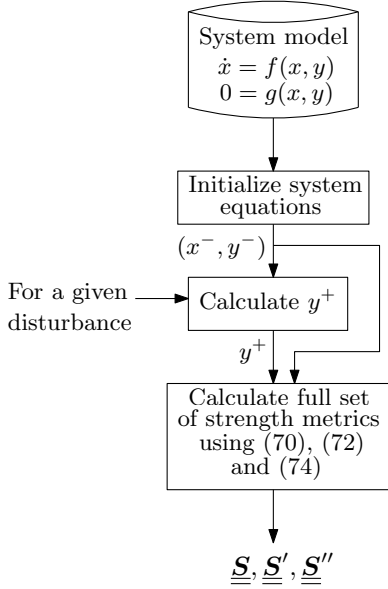 System model
ẋ = f(x, y)
0 = g(x, y)
Initialize system
equations
(x⁻, y⁻)
For a given
disturbance
Calculate y⁺
y⁺
Calculate full set
of strength metrics
using (70), (72)
and (74)
S, S′, S″